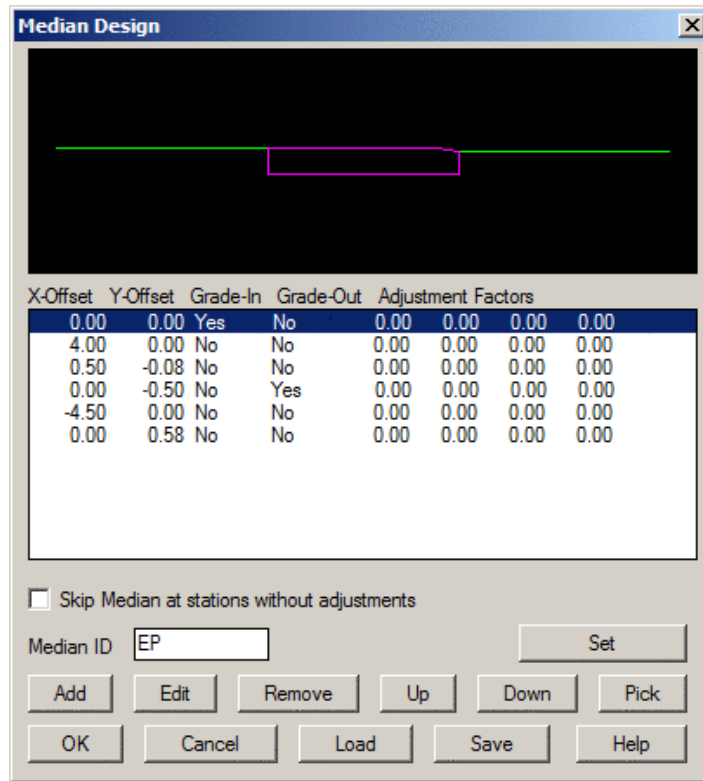 Median Design
X-Offset Y-Offset Grade-In Grade-Out Adjustment Factors
0.00 0.00 Yes No 0.00 0.00 0.00 0.00
4.00 0.00 No No 0.00 0.00 0.00 0.00
0.50 -0.08 No No 0.00 0.00 0.00 0.00
0.00 -0.50 No Yes 0.00 0.00 0.00 0.00
-4.50 0.00 No No 0.00 0.00 0.00 0.00
0.00 0.58 No No 0.00 0.00 0.00 0.00
Skip Median at stations without adjustments
Median ID EP Set
Add Edit Remove Up Down Pick
OK Cancel Load Save Help